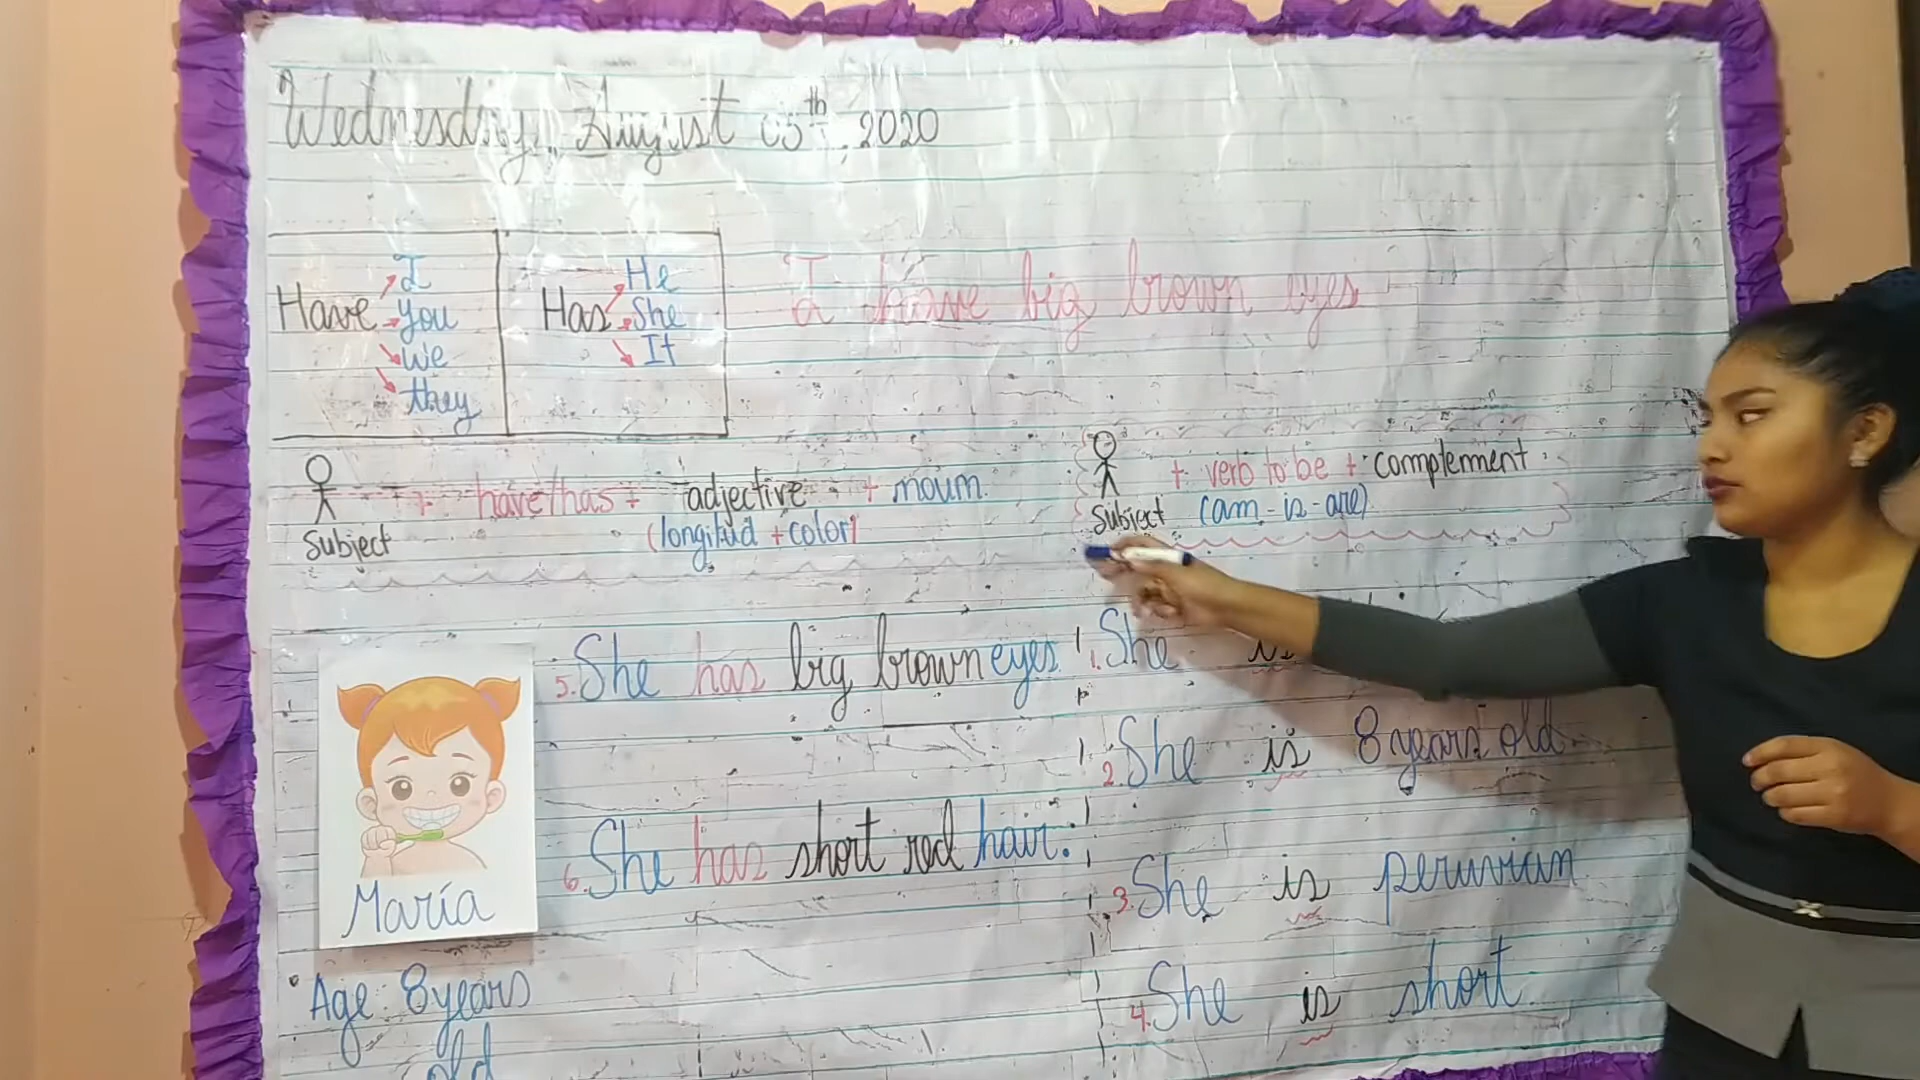 Wednesday, August 05th, 2020
Have I
You
We
they
Has He
She
It
I have big brown eyes
Subject + have/has + adjective + noun.
(longitud + color)
Subject + verb to be + complement.
(am - is - are)
5. She has big brown eyes.
6. She has short red hair.
1. She is
2. She is 8 years old.
3. She is peruvian
4. She is short
María
Age: 8 years
old